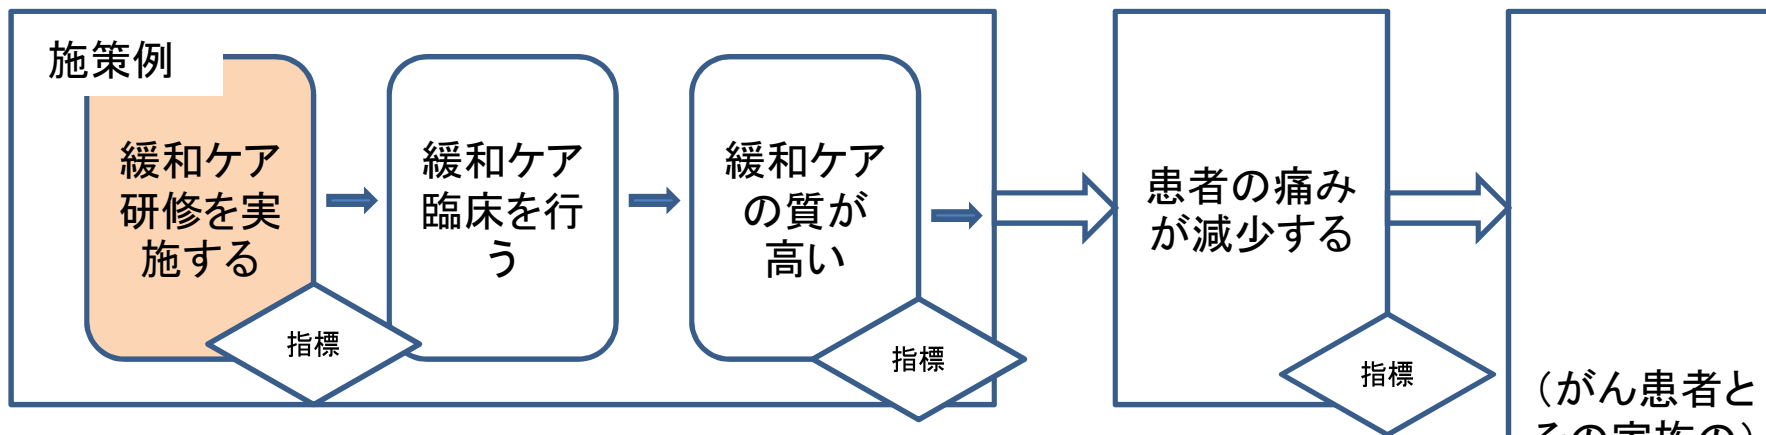 施策例
緩和ケア
研修を実
施する
指標
緩和ケア
臨床を行
う
緩和ケア
の質が
高い
指標
患者の痛み
が減少する
指標
（がん患者と